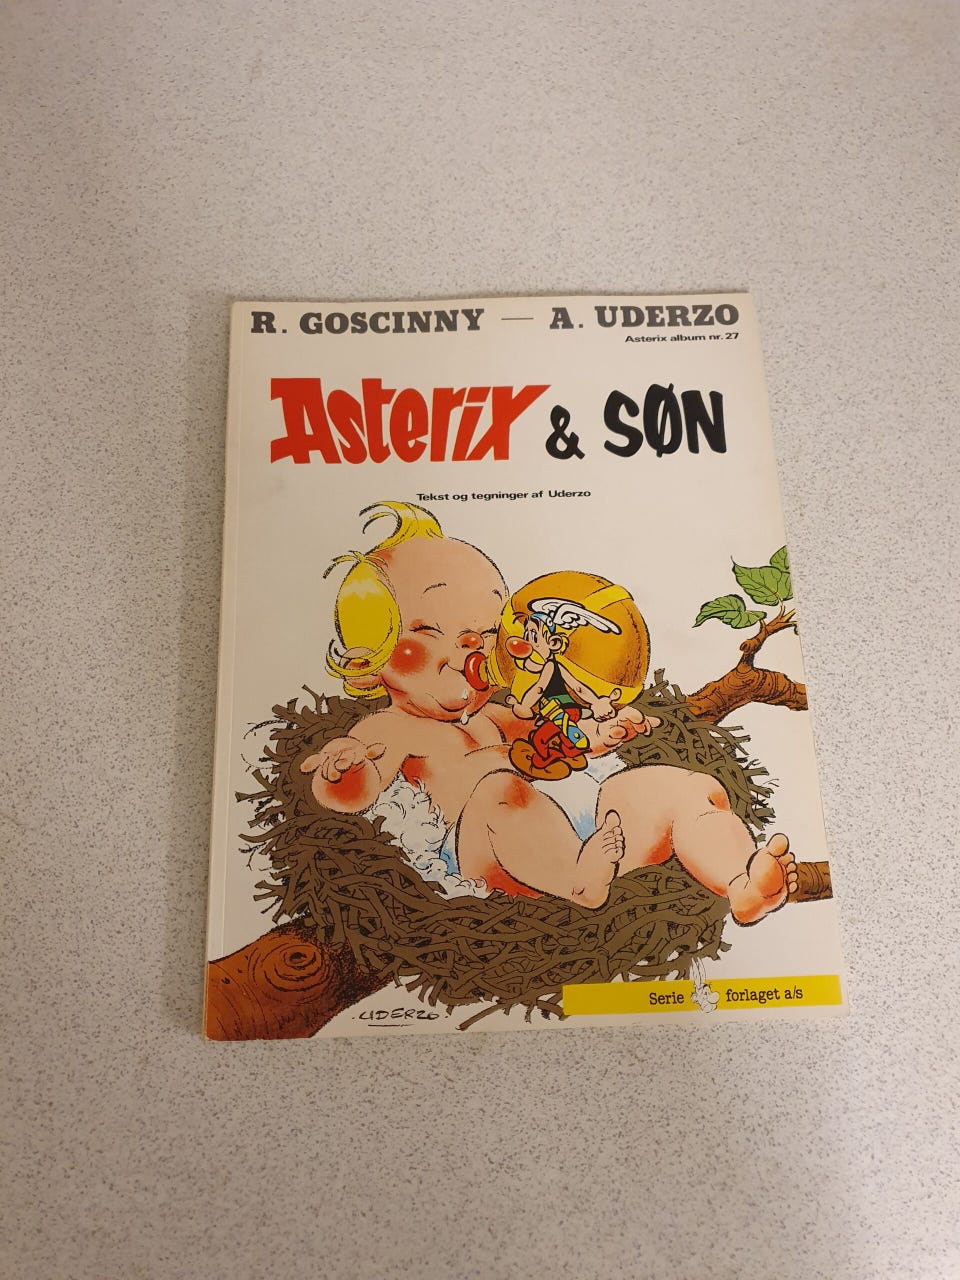 R. GOSCINNY — A. UDERZO
Asterix album nr. 27
Asterix & SØN
Tekst og tegninger af Uderzo
Serie forlaget a/s
.UDERZO.